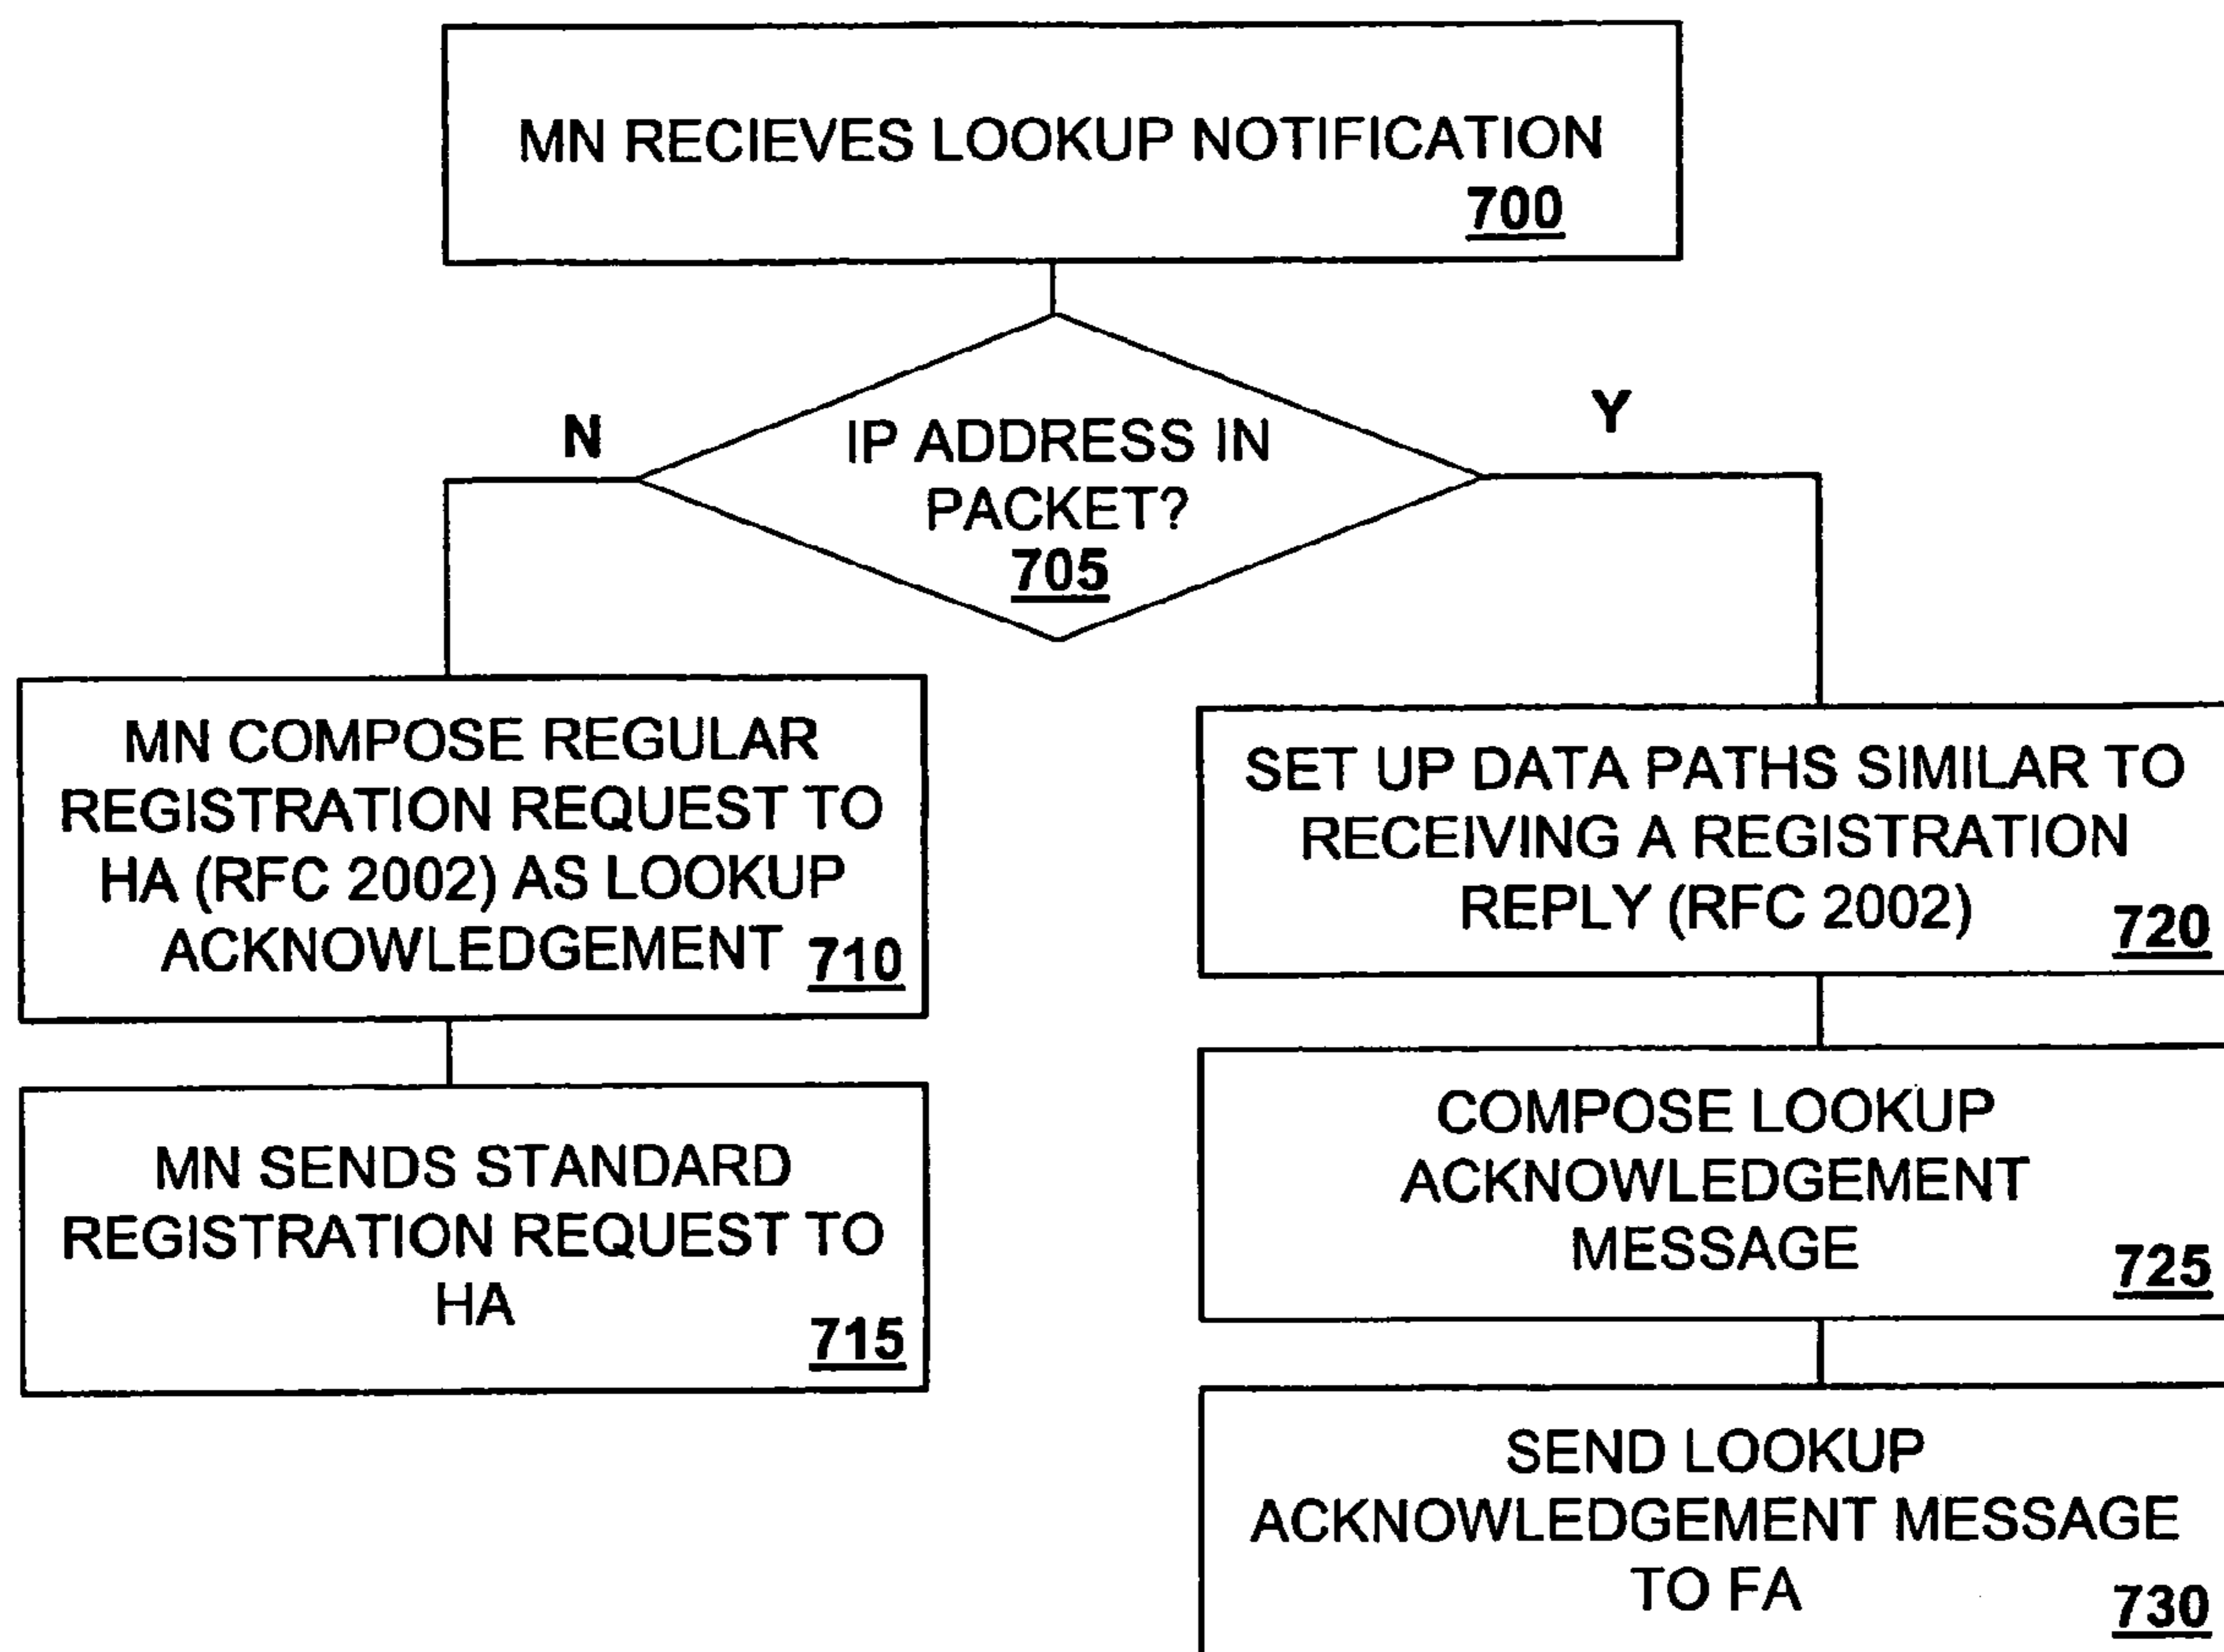 MN RECIEVES LOOKUP NOTIFICATION
700
N
Y
IP ADDRESS IN
PACKET?
705
MN COMPOSE REGULAR
REGISTRATION REQUEST TO
HA (RFC 2002) AS LOOKUP
ACKNOWLEDGEMENT 710
MN SENDS STANDARD
REGISTRATION REQUEST TO
HA
715
SET UP DATA PATHS SIMILAR TO
RECEIVING A REGISTRATION
REPLY (RFC 2002)
720
COMPOSE LOOKUP
ACKNOWLEDGEMENT
MESSAGE
725
SEND LOOKUP
ACKNOWLEDGEMENT MESSAGE
TO FA
730